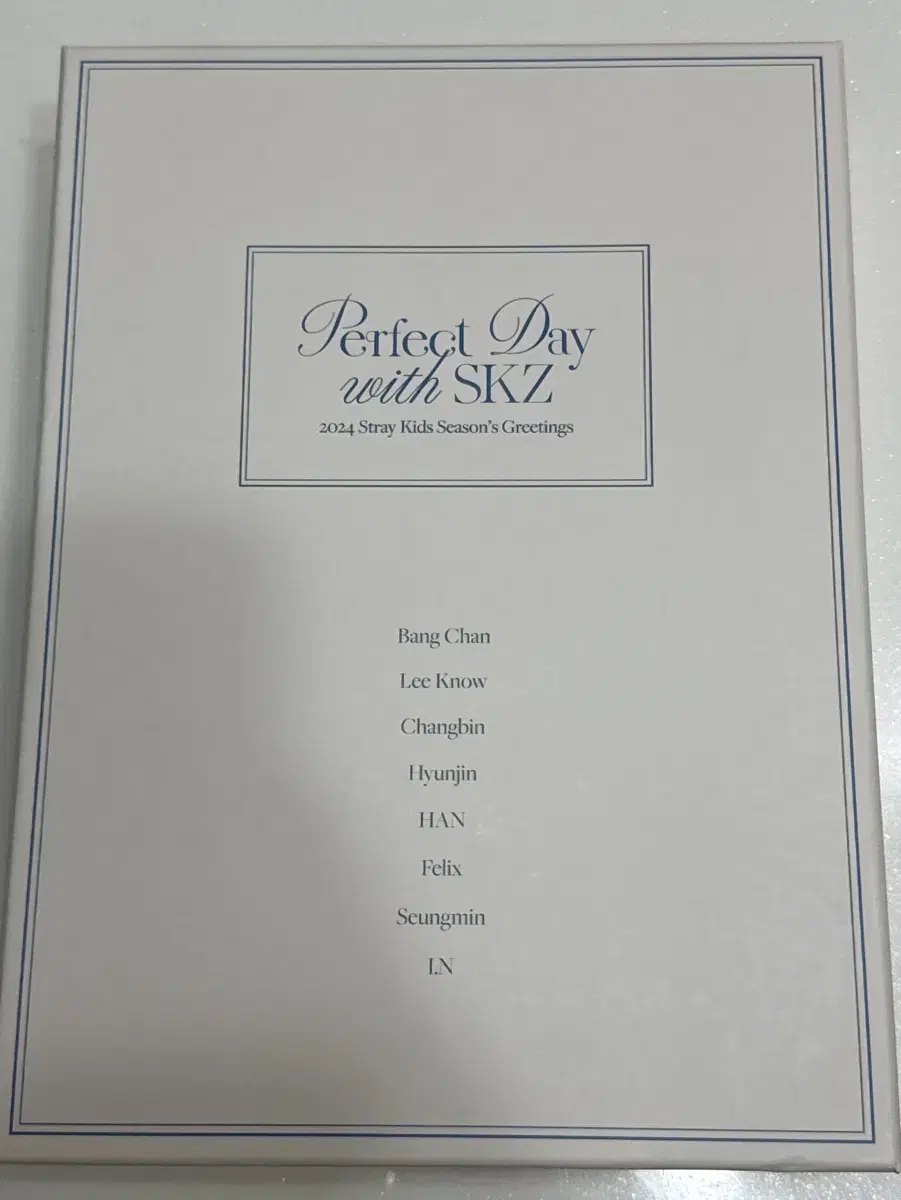 Perfect Day
with SKZ
2024 Stray Kids Season's Greetings
Bang Chan
Lee Know
Changbin
Hyunjin
HAN
Felix
Seungmin
I.N